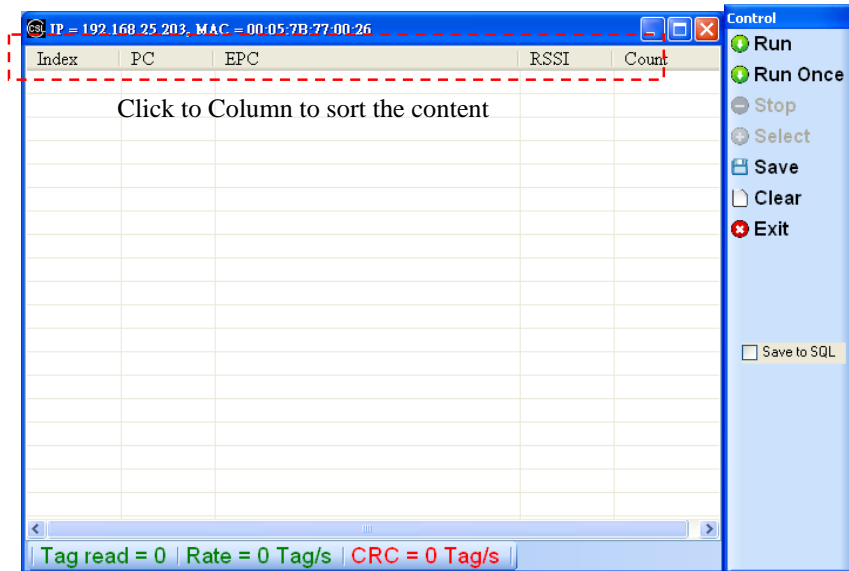 CSL IP = 192.168.25.203, MAC = 00:05:7B:77:00:26
Index PC EPC RSSI Count
Click to Column to sort the content
Tag read = 0 Rate = 0 Tag/s CRC = 0 Tag/s
Control
Run
Run Once
Stop
Select
Save
Clear
Exit
Save to SQL